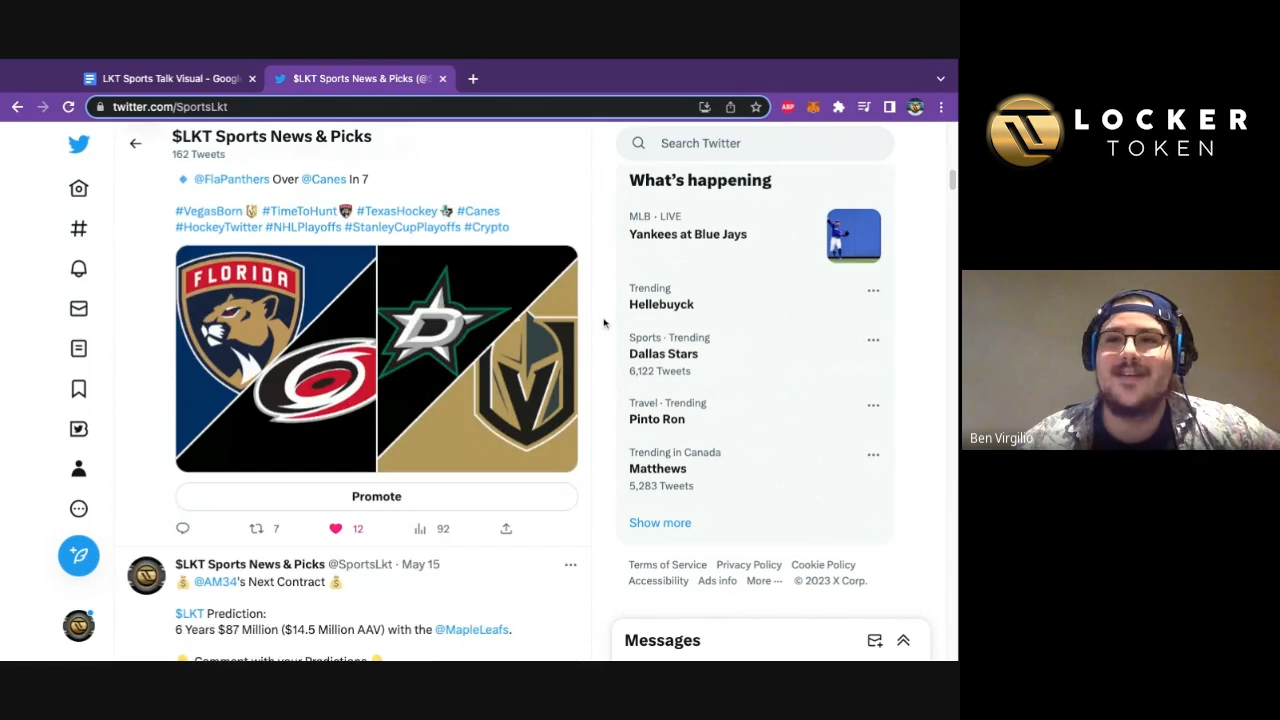 LKT Sports Talk Visual - Googl
$LKT Sports News & Picks (@S
twitter.com/SportsLkt
ABP
$LKT Sports News & Picks
162 Tweets
@FlaPanthers Over @Canes In 7
#VegasBorn #TimeToHunt #TexasHockey #Canes
#HockeyTwitter #NHLPlayoffs #StanleyCupPlayoffs #Crypto
FLORIDA
D
Promote
7
12
92
$LKT Sports News & Picks @SportsLkt · May 15
@AM34's Next Contract
$LKT Prediction:
6 Years $87 Million ($14.5 Million AAV) with the @MapleLeafs.
Comment with your Predictions
Search Twitter
What's happening
MLB · LIVE
Yankees at Blue Jays
Trending
Hellebuyck
Sports · Trending
Dallas Stars
6,122 Tweets
Travel · Trending
Pinto Ron
Trending in Canada
Matthews
5,283 Tweets
Show more
Terms of Service Privacy Policy Cookie Policy
Accessibility Ads info More ··· © 2023 X Corp.
Messages
LOCKER
TOKEN
Ben Virgilio